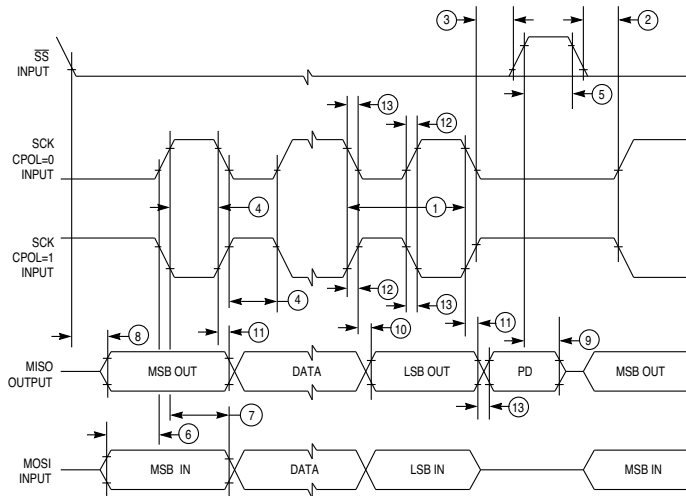 3
2
SS
INPUT
5
13
12
SCK
CPOL=0
INPUT
4
1
SCK
CPOL=1
INPUT
4
12
13
8
11
10
11
9
MISO
OUTPUT
MSB OUT
DATA
LSB OUT
PD
MSB OUT
13
7
6
MOSI
INPUT
MSB IN
DATA
LSB IN
MSB IN